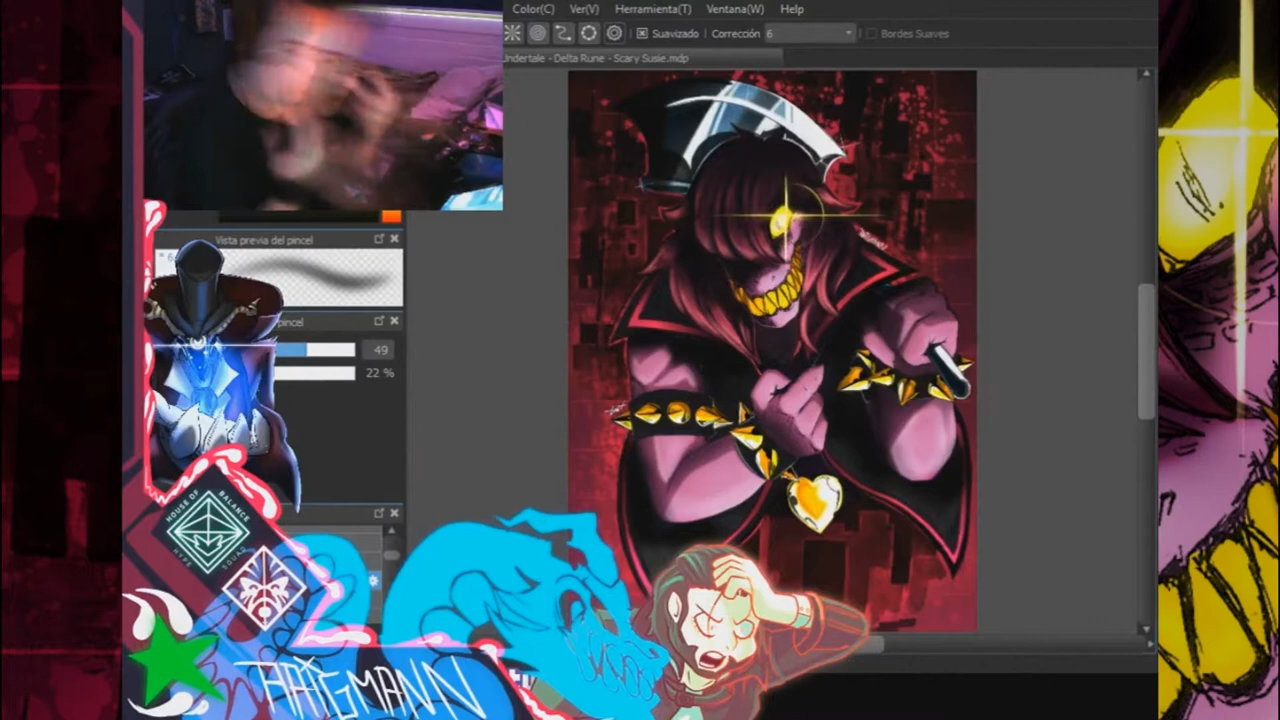 Color(C) Ver(V) Herramienta(T) Ventana(W) Help
Suavizado Corrección 6 Bordes Suaves
Undertale - Delta Rune - Scary Susie.mdp
Vista previa del pincel
pincel
49
22 %
HOUSE OF BALANCE
HYPE SQUAD